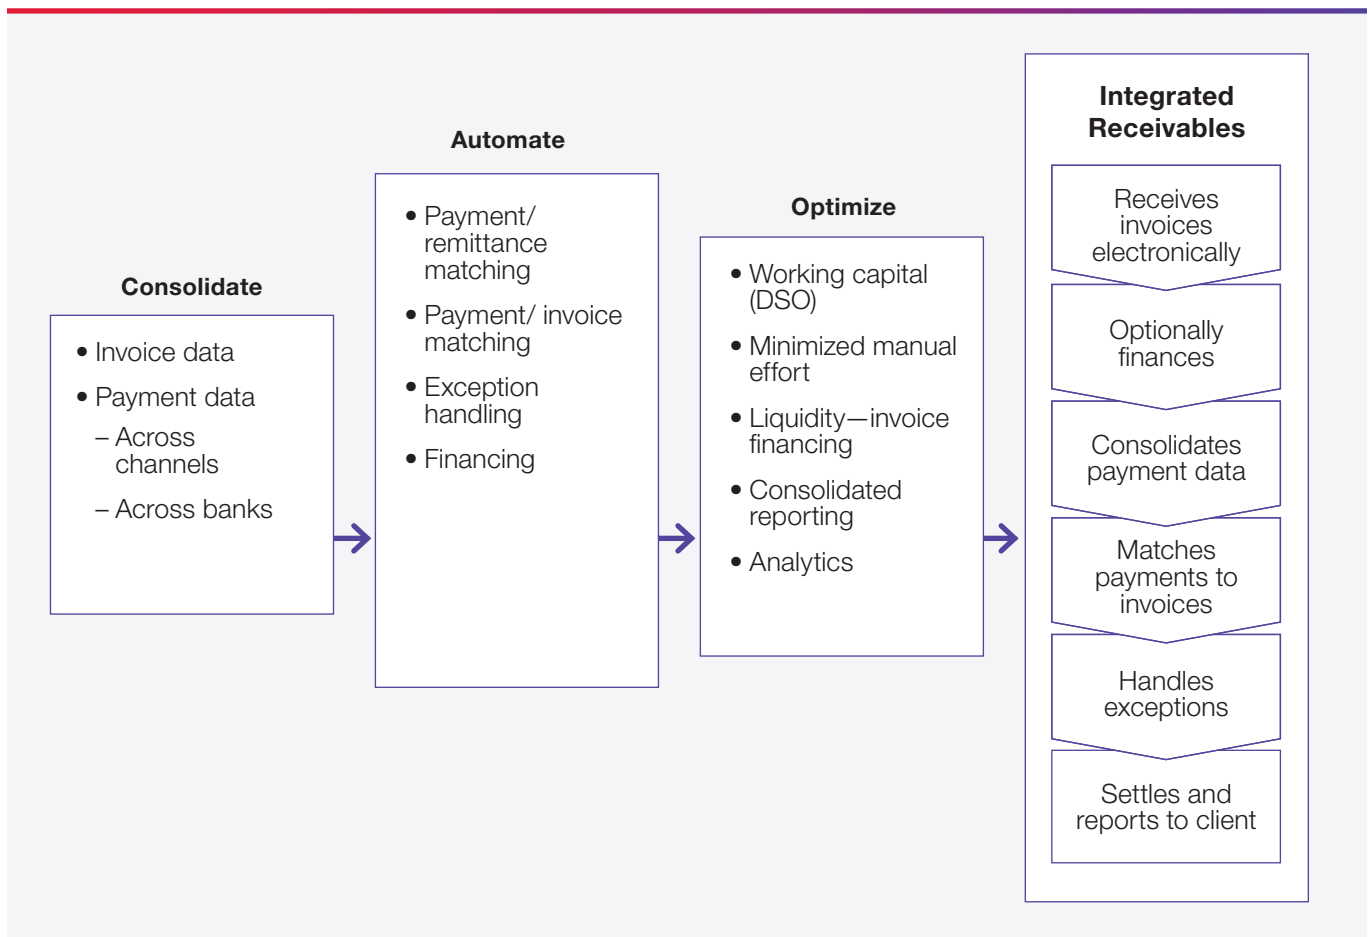 Consolidate
• Invoice data
• Payment data
– Across
channels
– Across banks
Automate
• Payment/
remittance
matching
• Payment/ invoice
matching
• Exception
handling
• Financing
Optimize
• Working capital
(DSO)
• Minimized manual
effort
• Liquidity—invoice
financing
• Consolidated
reporting
• Analytics
Integrated
Receivables
Receives
invoices
electronically
Optionally
finances
Consolidates
payment data
Matches
payments to
invoices
Handles
exceptions
Settles and
reports to client